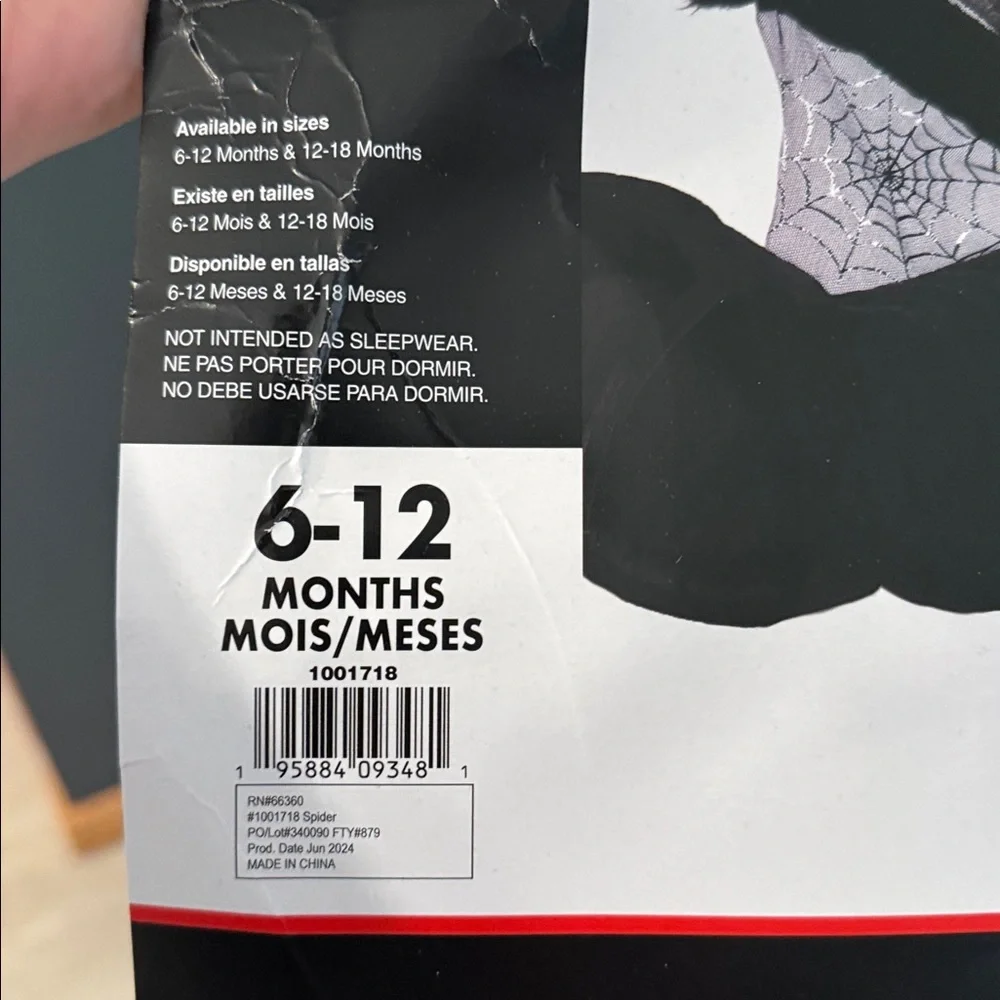 Available in sizes
6-12 Months & 12-18 Months
Existe en tailles
6-12 Mois & 12-18 Mois
Disponible en tallas
6-12 Meses & 12-18 Meses
NOT INTENDED AS SLEEPWEAR.
NE PAS PORTER POUR DORMIR.
NO DEBE USARSE PARA DORMIR.
6-12
MONTHS
MOIS/MESES
1001718
1 95884 09348 1
RN#66360
#1001718 Spider
PO/Lot#340090 FTY#879
Prod. Date Jun 2024
MADE IN CHINA